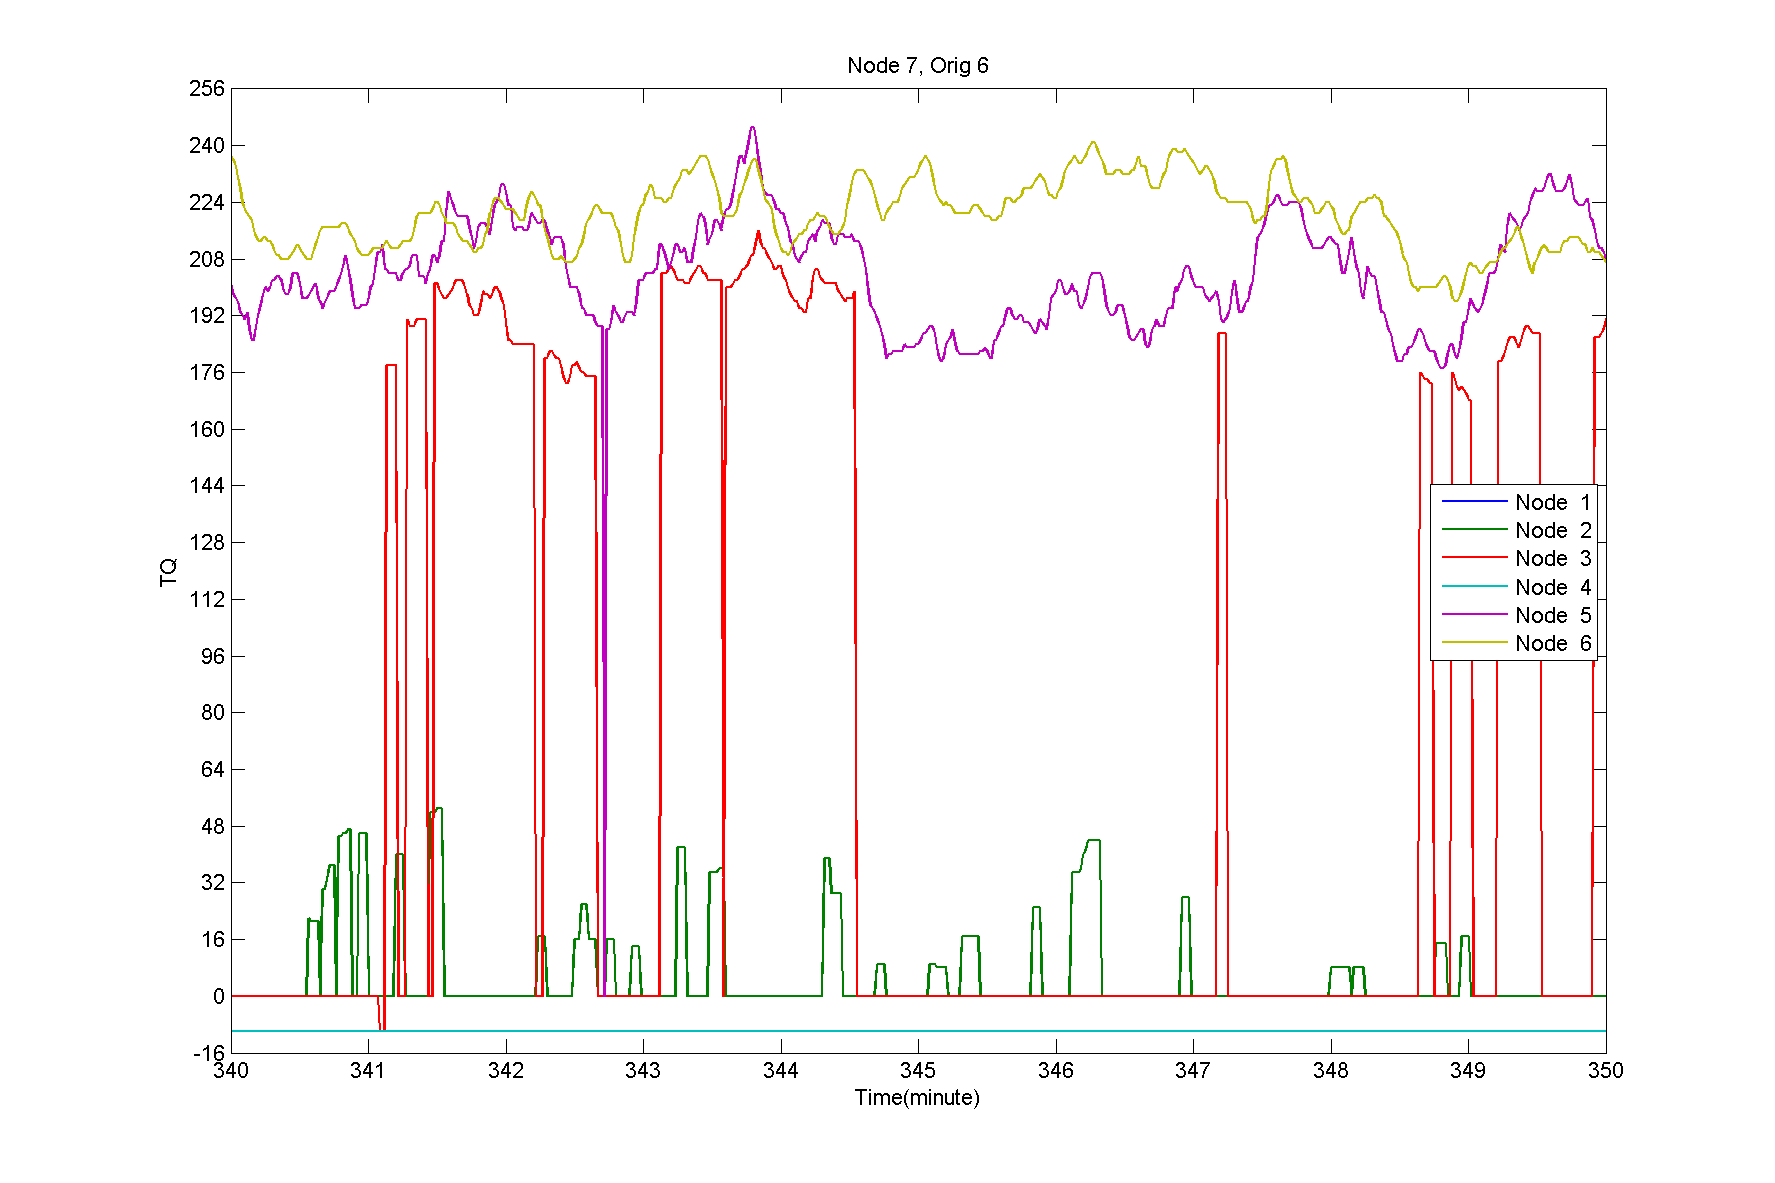 Node 7, Orig 6
256
240
224
208
192
176
160
144
128
112
96
80
64
48
32
16
0
-16
TQ
Node 1
Node 2
Node 3
Node 4
Node 5
Node 6
340 341 342 343 344 345 346 347 348 349 350
Time(minute)